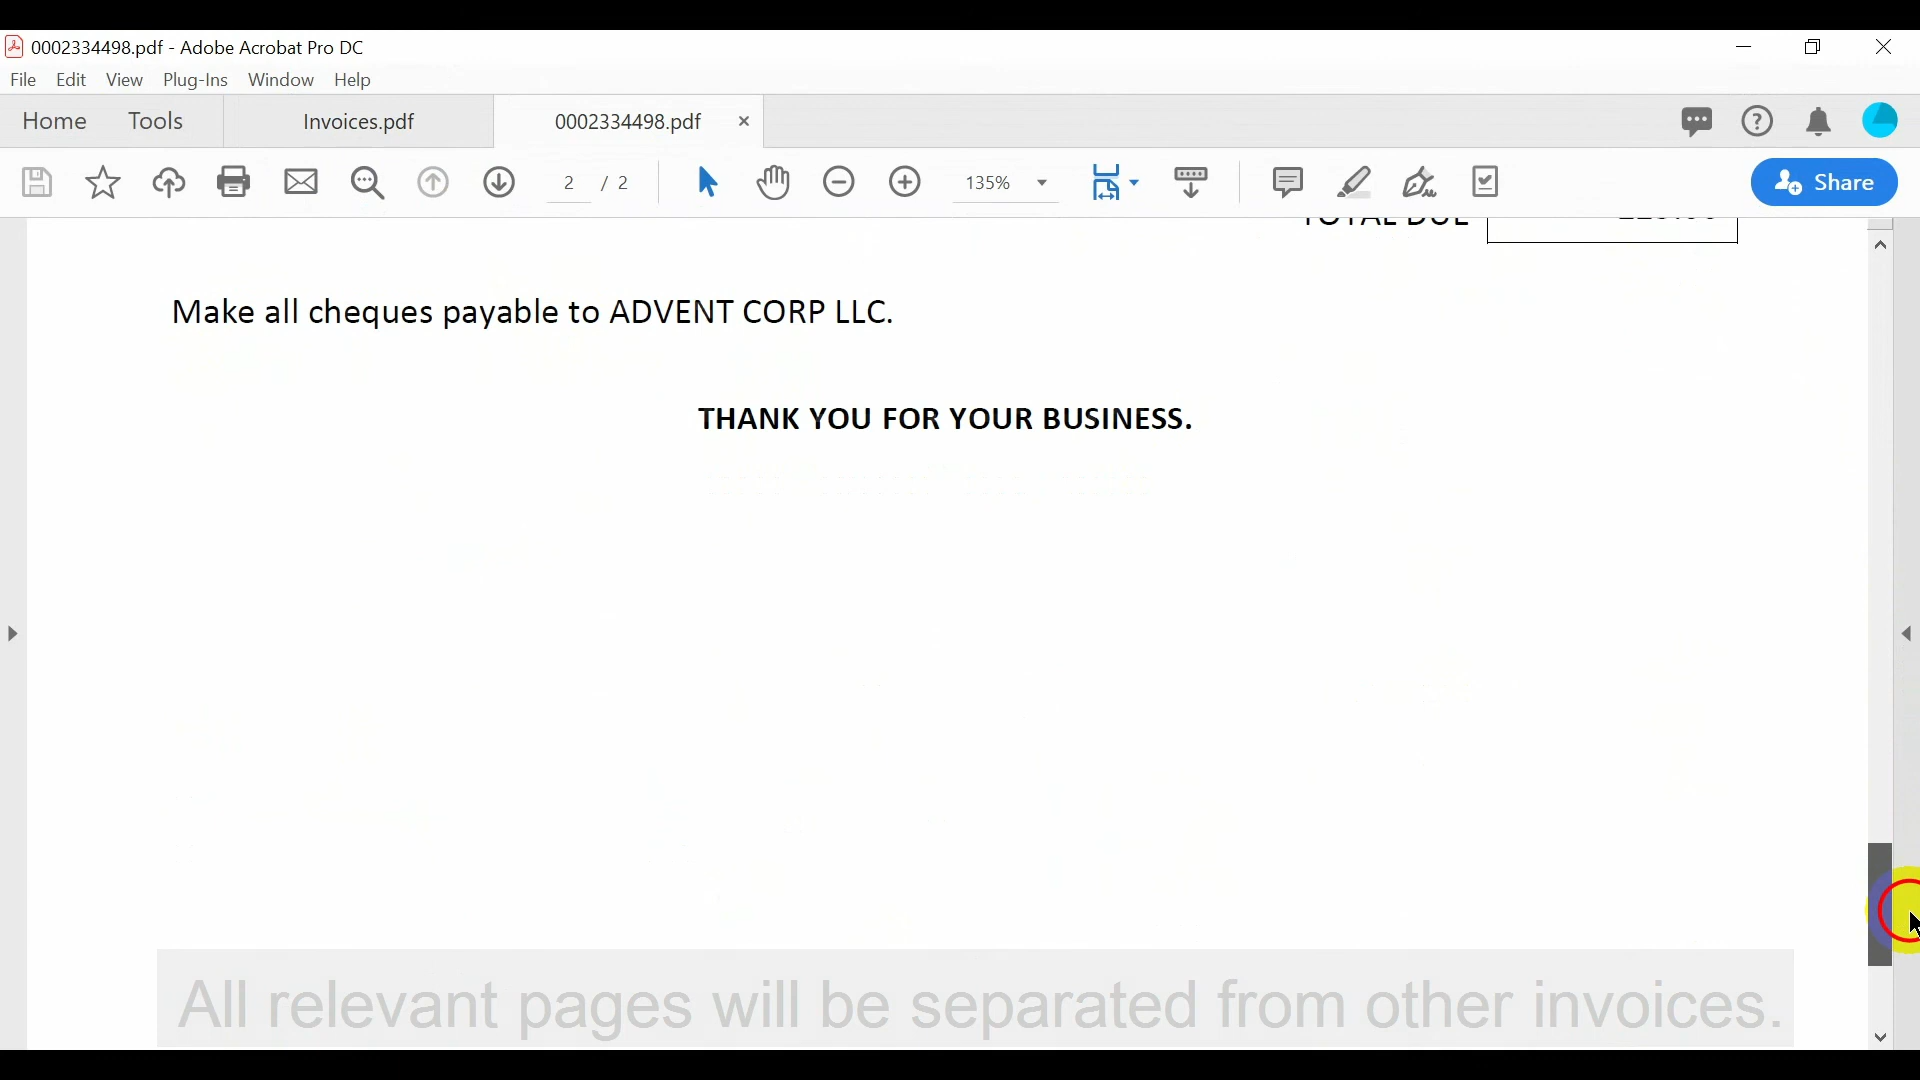 0002334498.pdf - Adobe Acrobat Pro DC
File Edit View Plug-Ins Window Help
Home Tools Invoices.pdf 0002334498.pdf
2 / 2 135% Share
TOTAL DUE
Make all cheques payable to ADVENT CORP LLC.
THANK YOU FOR YOUR BUSINESS.
All relevant pages will be separated from other invoices.